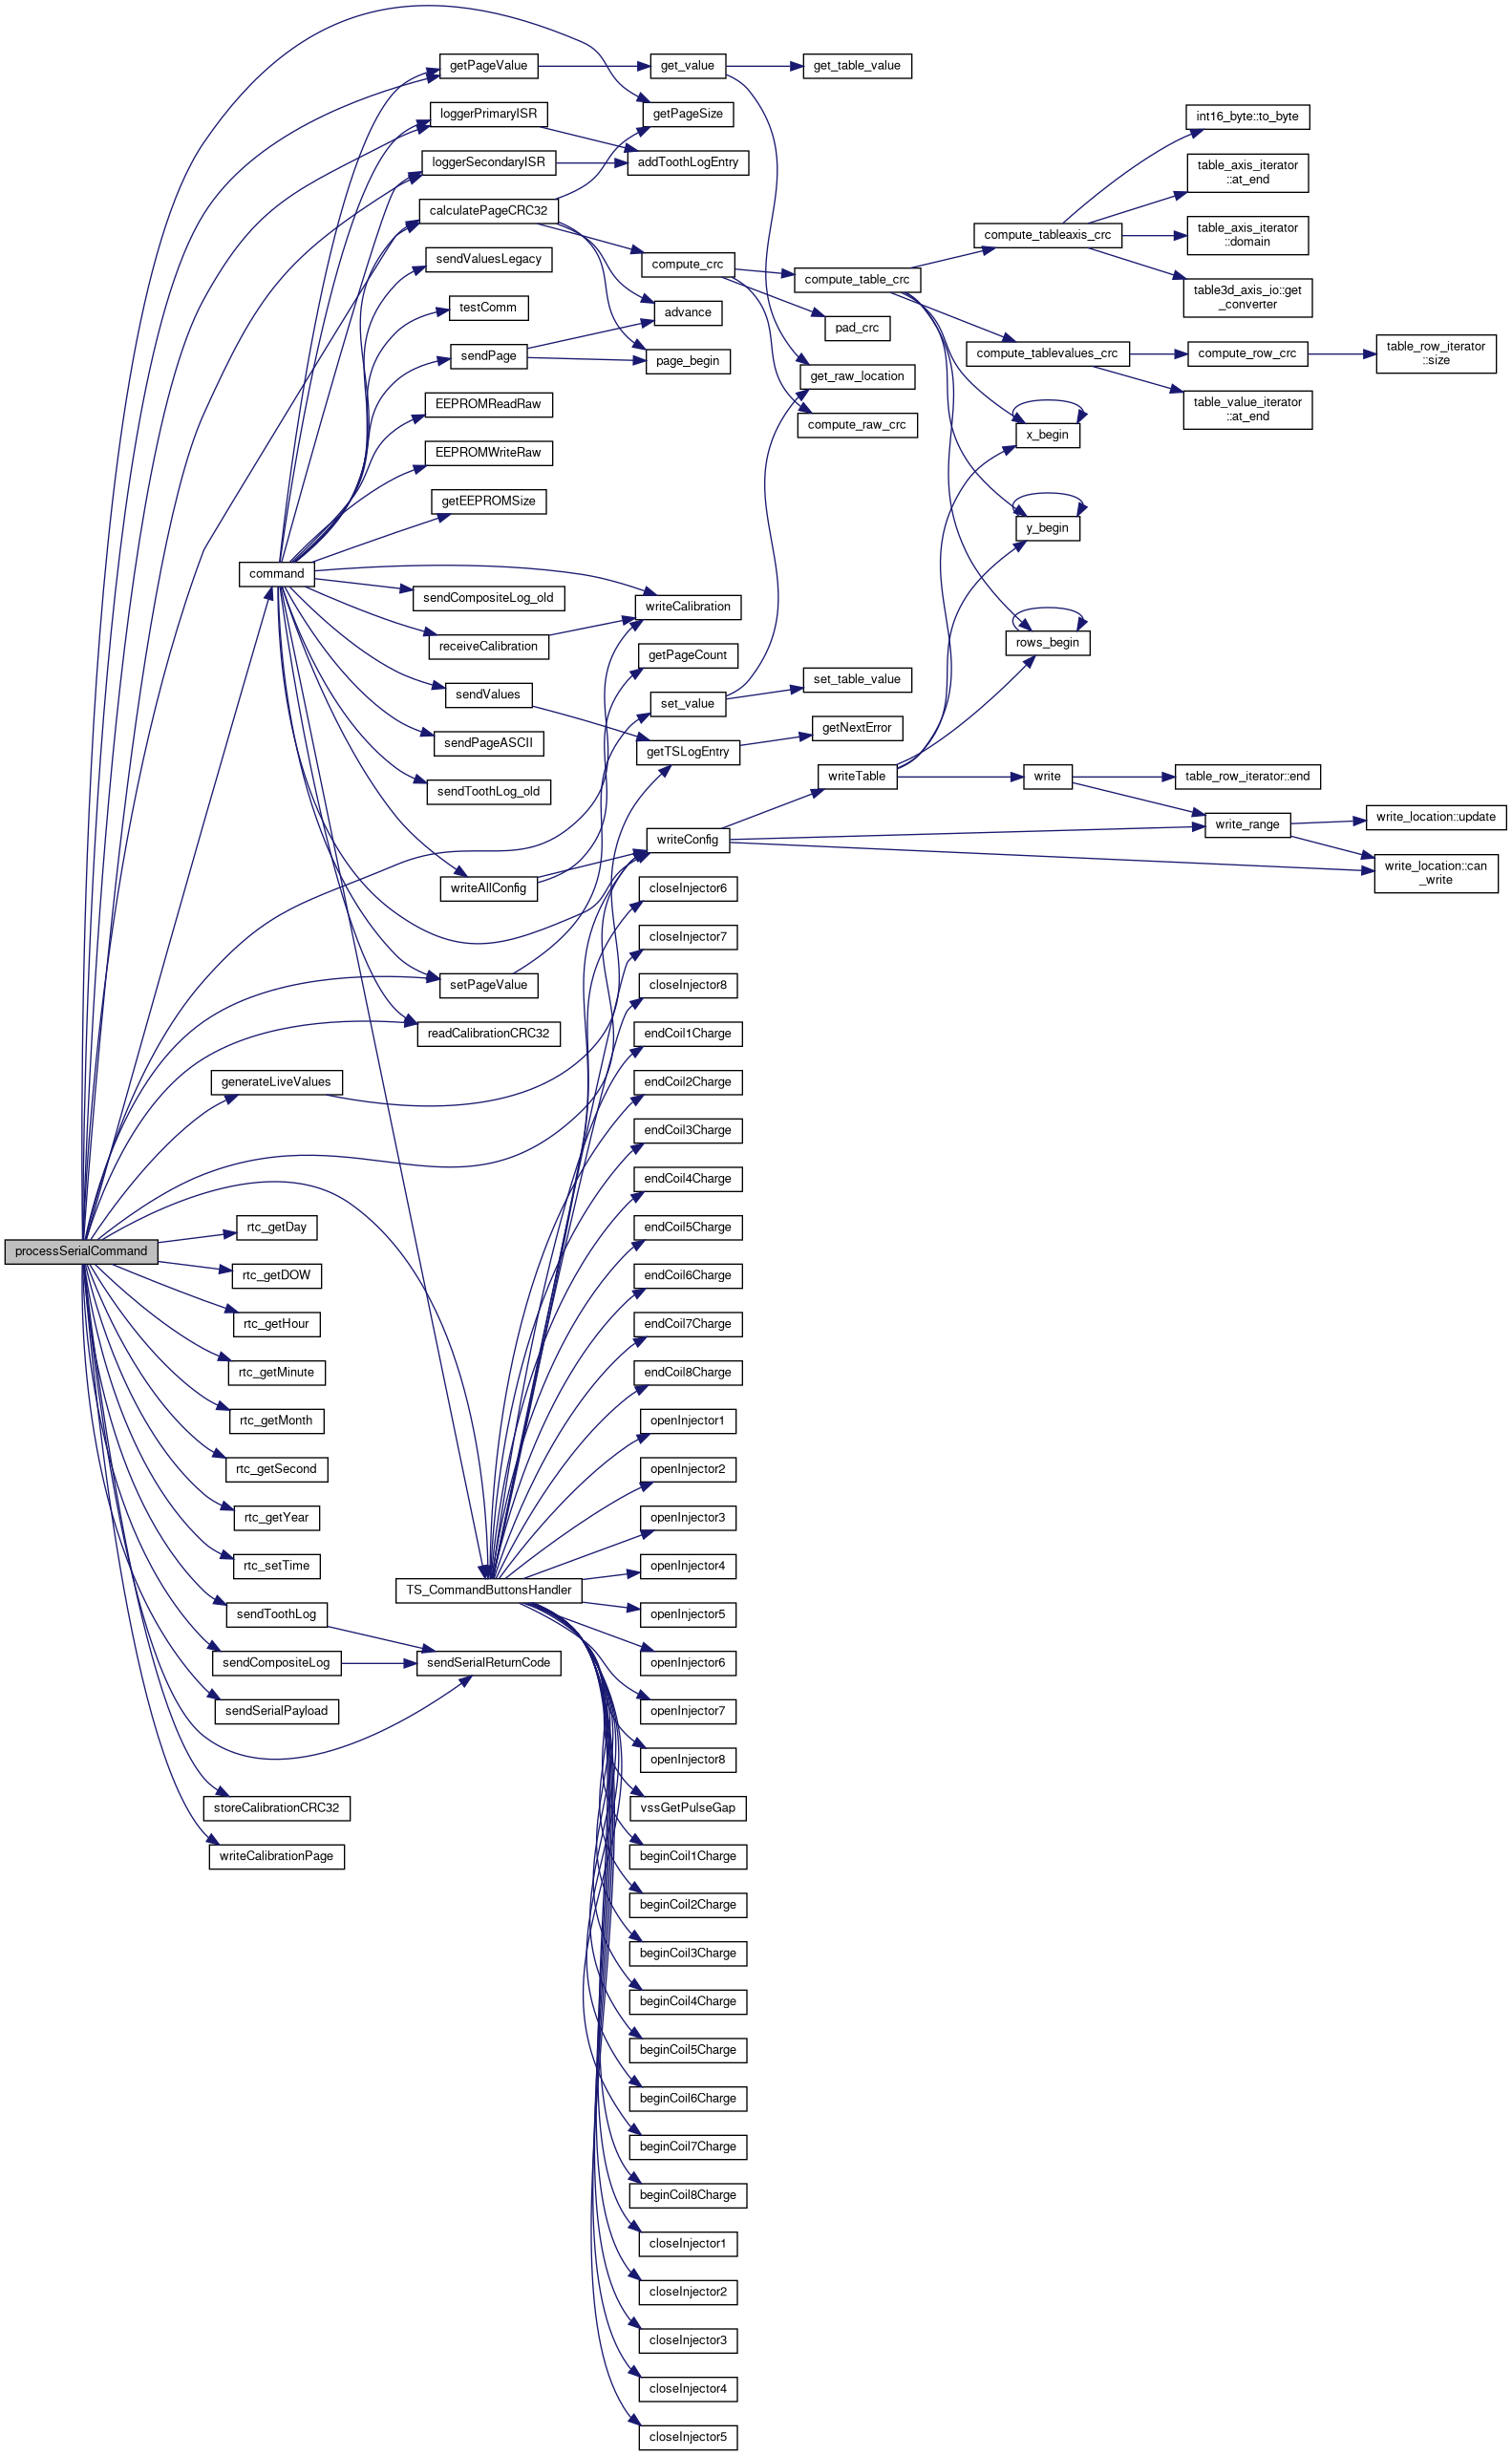 getPageValue
get_value
get_table_value
loggerPrimaryISR
getPageSize
int16_byte::to_byte
loggerSecondaryISR
addToothLogEntry
table_axis_iterator
::at_end
calculatePageCRC32
compute_tableaxis_crc
table_axis_iterator
::domain
sendValuesLegacy
compute_crc
compute_table_crc
table3d_axis_io::get
_converter
testComm
advance
pad_crc
sendPage
page_begin
compute_tablevalues_crc
compute_row_crc
table_row_iterator
::size
get_raw_location
EEPROMReadRaw
compute_raw_crc
table_value_iterator
::at_end
x_begin
EEPROMWriteRaw
getEEPROMSize
y_begin
command
sendCompositeLog_old
writeCalibration
receiveCalibration
getPageCount
rows_begin
sendValues
set_value
set_table_value
sendPageASCII
getTSLogEntry
getNextError
sendToothLog_old
writeTable
write
table_row_iterator::end
writeConfig
write_range
write_location::update
writeAllConfig
closeInjector6
write_location::can
_write
closeInjector7
setPageValue
closeInjector8
readCalibrationCRC32
endCoil1Charge
generateLiveValues
endCoil2Charge
endCoil3Charge
endCoil4Charge
rtc_getDay
endCoil5Charge
processSerialCommand
rtc_getDOW
endCoil6Charge
rtc_getHour
endCoil7Charge
rtc_getMinute
endCoil8Charge
rtc_getMonth
openInjector1
rtc_getSecond
openInjector2
rtc_getYear
openInjector3
rtc_setTime
openInjector4
TS_CommandButtonsHandler
sendToothLog
openInjector5
sendCompositeLog
sendSerialReturnCode
openInjector6
sendSerialPayload
openInjector7
openInjector8
storeCalibrationCRC32
vssGetPulseGap
writeCalibrationPage
beginCoil1Charge
beginCoil2Charge
beginCoil3Charge
beginCoil4Charge
beginCoil5Charge
beginCoil6Charge
beginCoil7Charge
beginCoil8Charge
closeInjector1
closeInjector2
closeInjector3
closeInjector4
closeInjector5